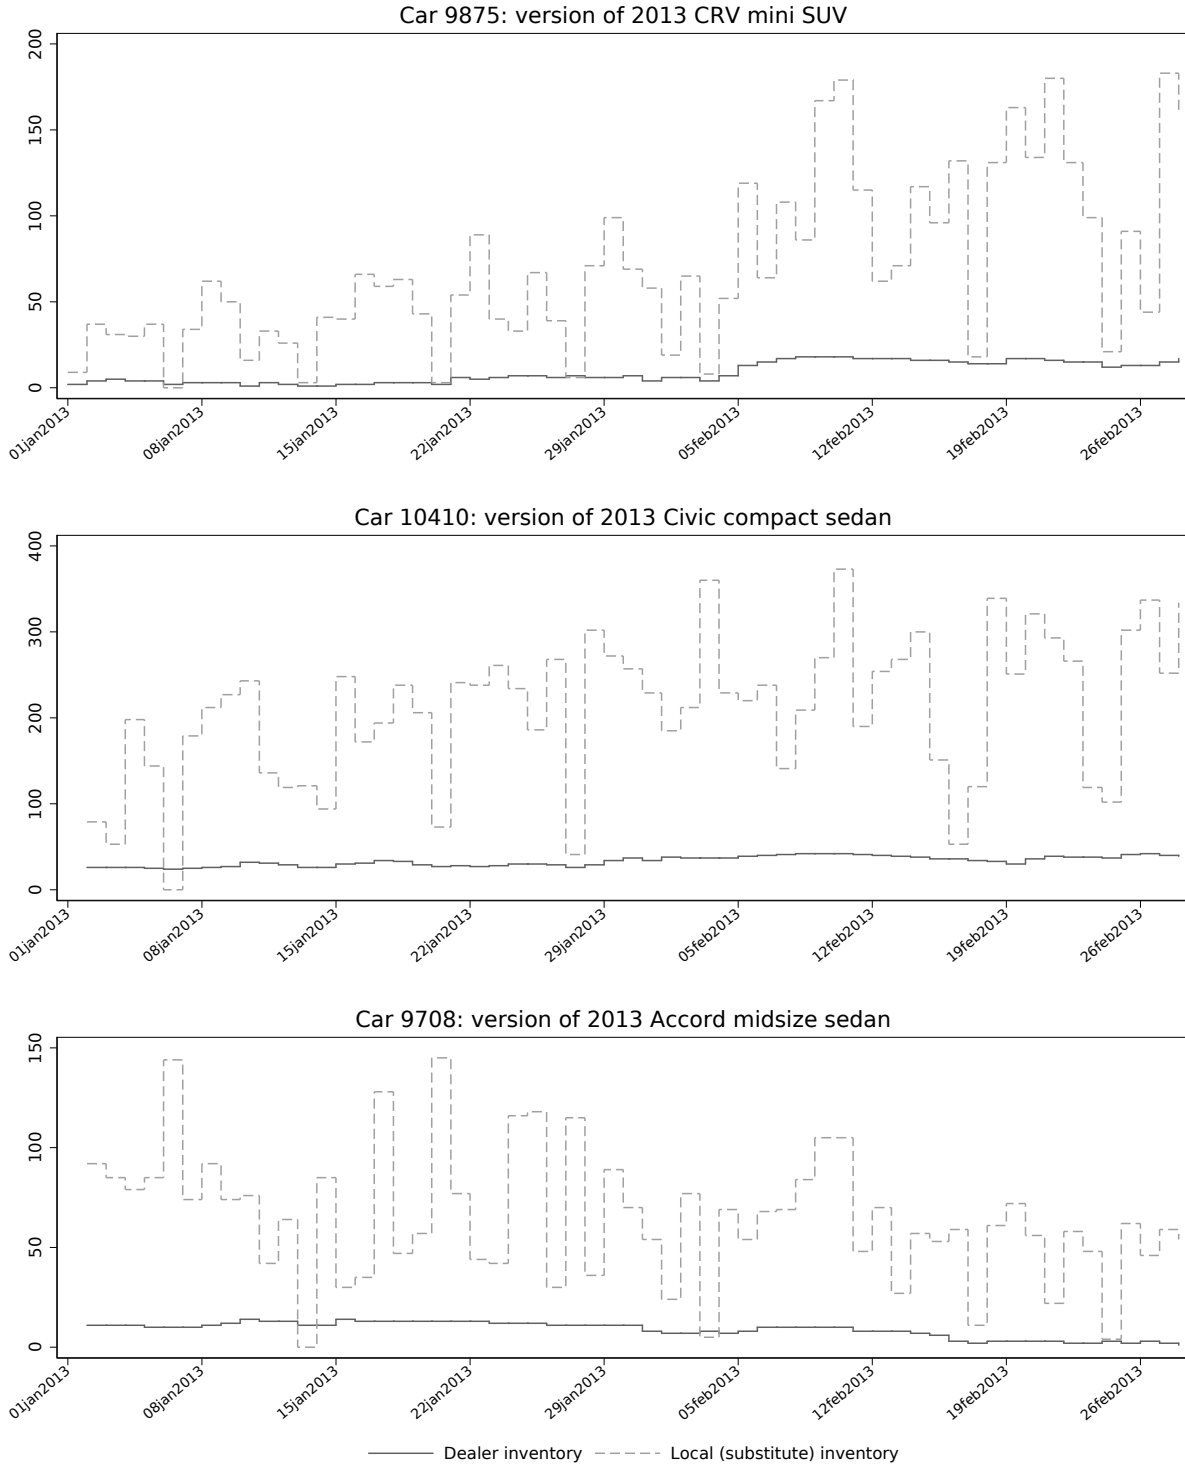 Car 9875: version of 2013 CRV mini SUV
200
150
100
50
0
01jan2013 08jan2013 15jan2013 22jan2013 29jan2013 05feb2013 12feb2013 19feb2013 26feb2013
Car 10410: version of 2013 Civic compact sedan
400
300
200
100
0
01jan2013 08jan2013 15jan2013 22jan2013 29jan2013 05feb2013 12feb2013 19feb2013 26feb2013
Car 9708: version of 2013 Accord midsize sedan
150
100
50
0
01jan2013 08jan2013 15jan2013 22jan2013 29jan2013 05feb2013 12feb2013 19feb2013 26feb2013
Dealer inventory Local (substitute) inventory